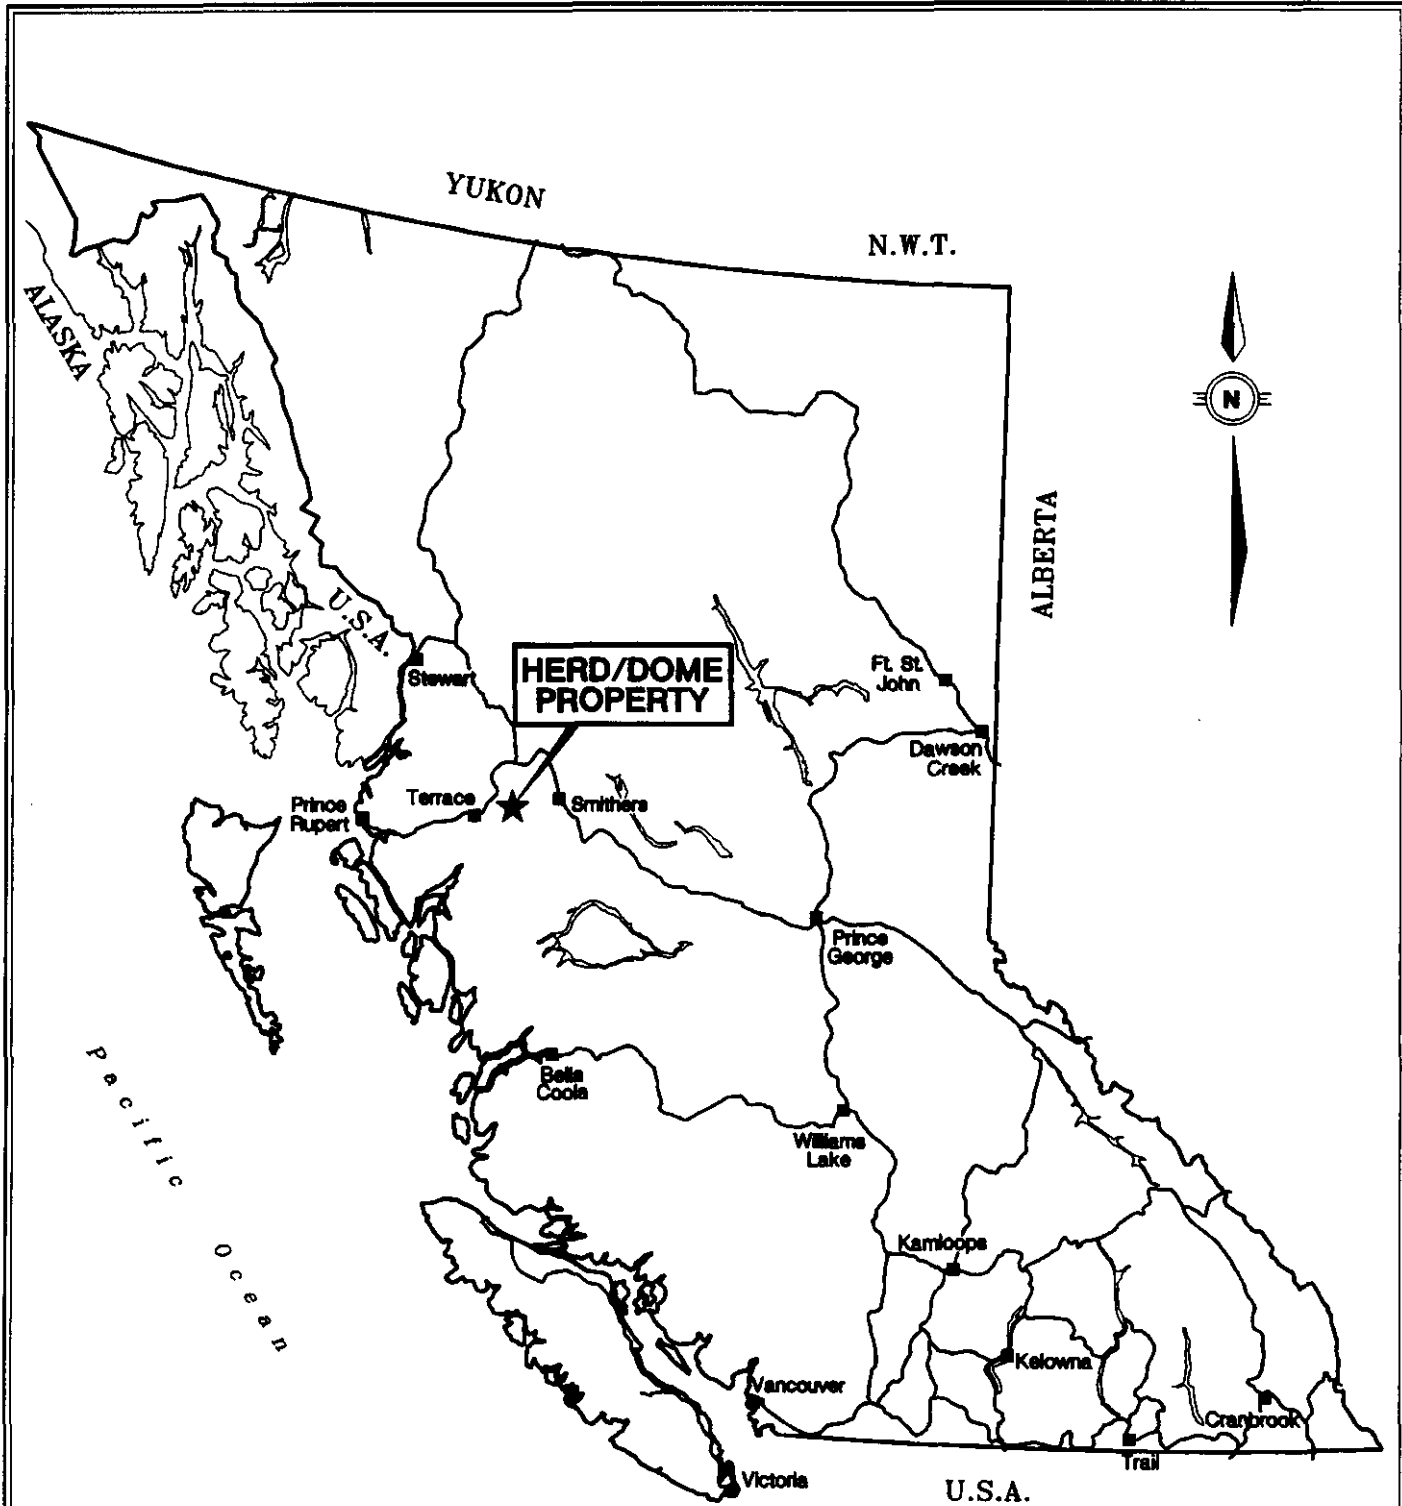 YUKON
N.W.T.
ALASKA
N
ALBERTA
U.S.A.
Stewart
HERD/DOME
PROPERTY
Ft. St.
John
Dawson
Creek
Prince
Rupert
Terrace
Smithers
Prince
George
Pacific Ocean
Bella
Coola
Williams
Lake
Kamloops
Kelowna
Vancouver
Cranbrook
Trail
Victoria
U.S.A.